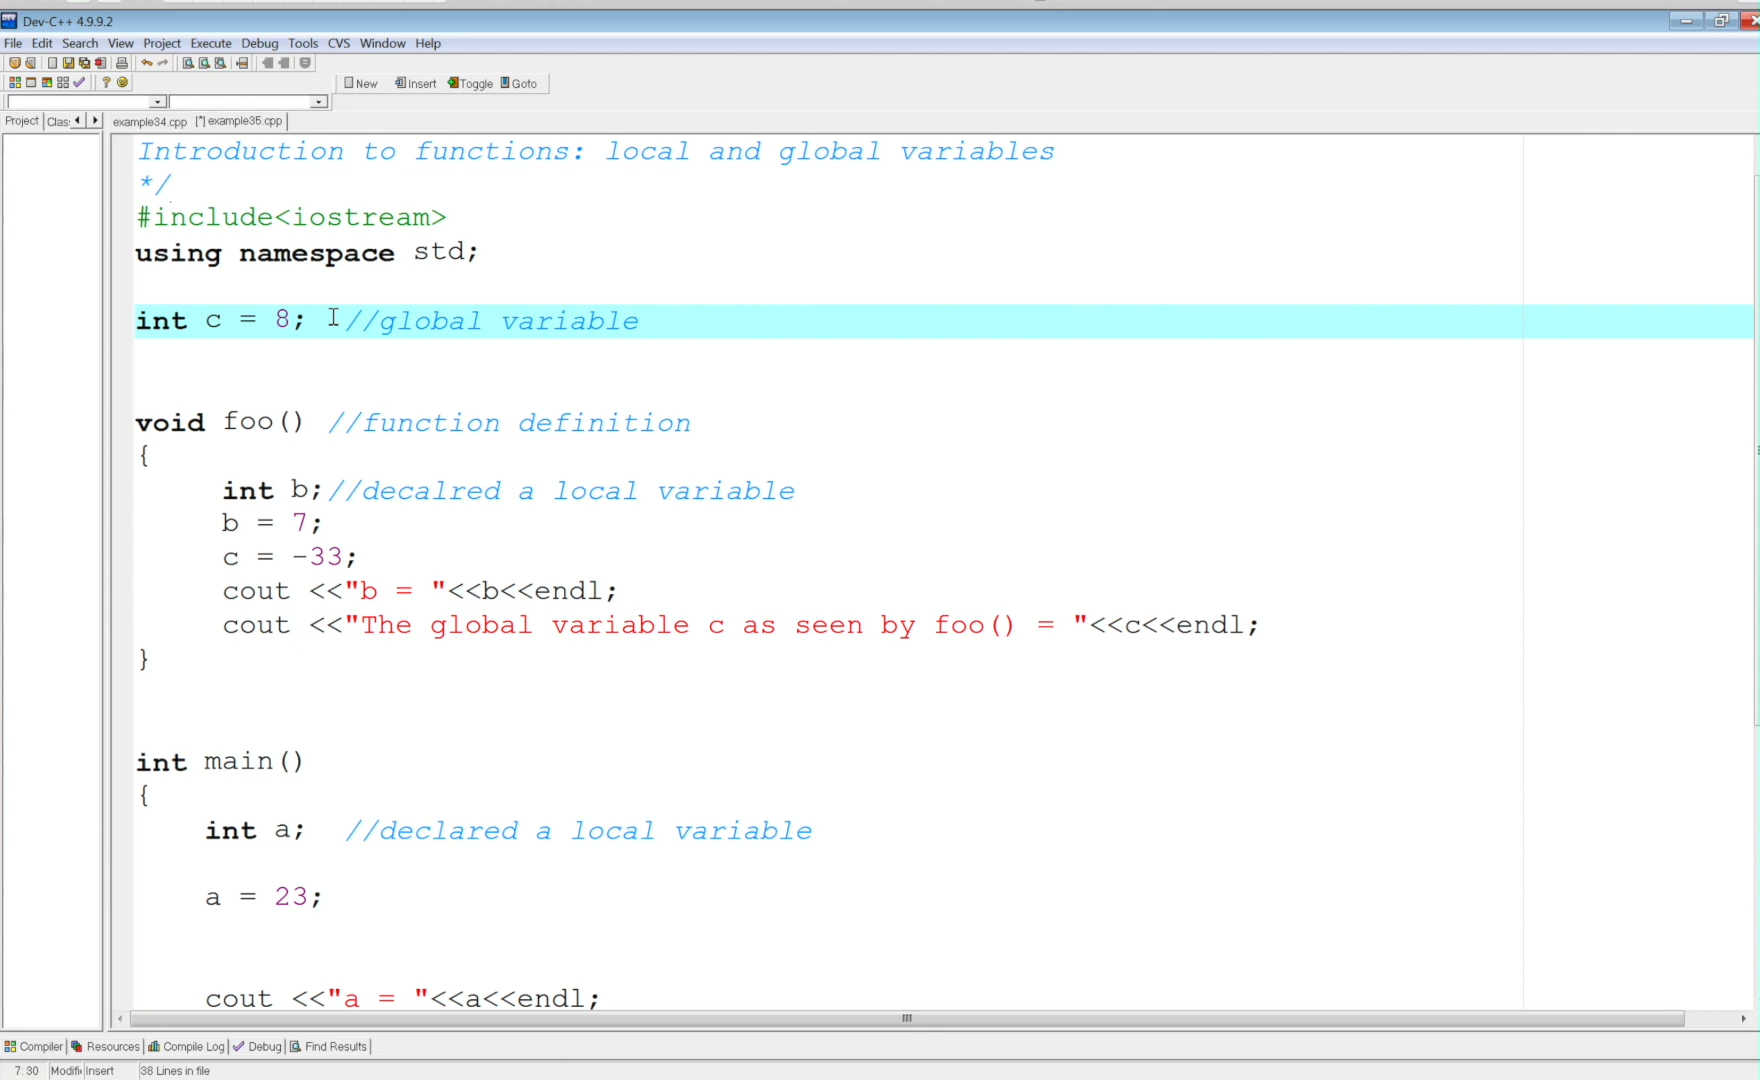 Dev-C++ 4.9.9.2
File Edit Search View Project Execute Debug Tools CVS Window Help
New Insert Toggle Goto
Project Clas example34.cpp [*] example35.cpp
Introduction to functions: local and global variables
*/
#include<iostream>
using namespace std;
int c = 8; //global variable
void foo() //function definition
{
int b;//decalred a local variable
b = 7;
c = -33;
cout <<"b = "<<b<<endl;
cout <<"The global variable c as seen by foo() = "<<c<<endl;
}
int main()
{
int a; //declared a local variable
a = 23;
cout <<"a = "<<a<<endl;
Compiler Resources Compile Log Debug Find Results
7: 30 Modifi Insert 38 Lines in file